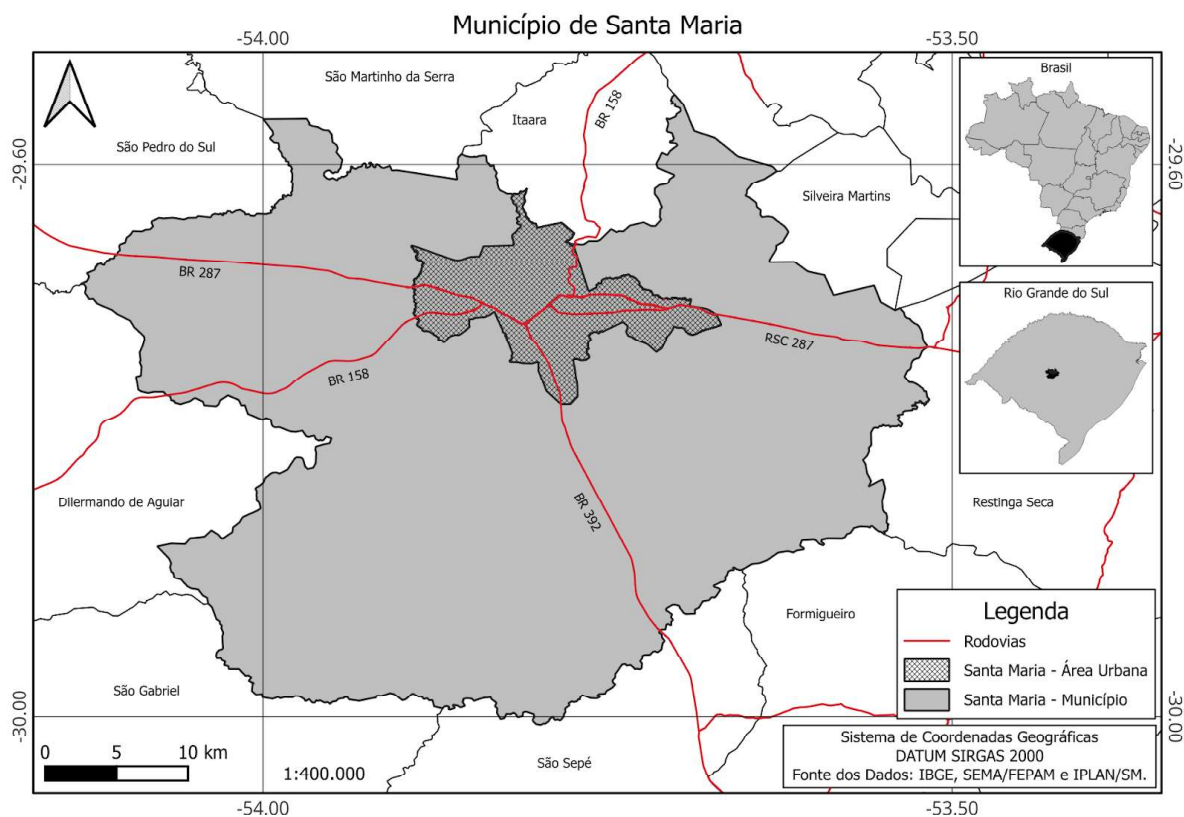 Município de Santa Maria
-54.00
-53.50
São Martinho da Serra
Brasil
BR 158
Itaara
São Pedro do Sul
-29.60
-29.60
Silveira Martins
BR 287
Rio Grande do Sul
RSC 287
BR 158
Dilermando de Aguiar
BR 392
Restinga Seca
Formigueiro
Legenda
Rodovias
Santa Maria - Área Urbana
Santa Maria - Município
São Gabriel
-30.00
-30.00
Sistema de Coordenadas Geográficas
DATUM SIRGAS 2000
Fonte dos Dados: IBGE, SEMA/FEPAM e IPLAN/SM.
0 5 10 km
1:400.000
São Sepé
-54.00
-53.50